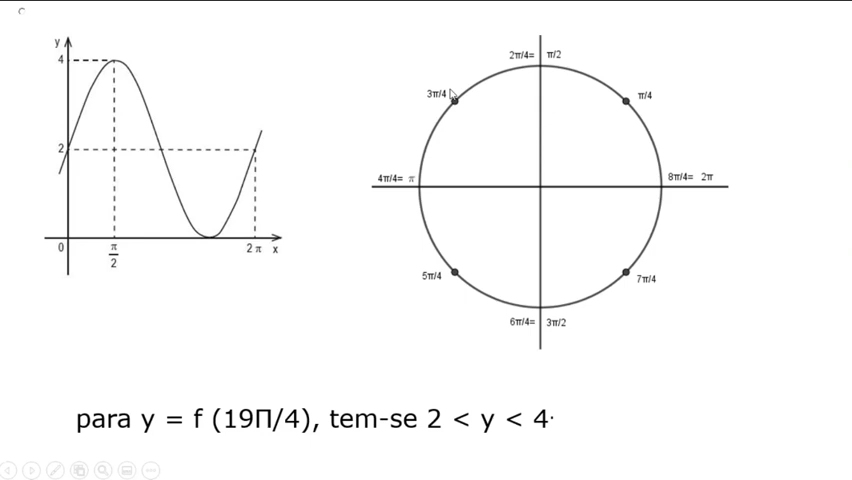 y
4
2
0
π
2
2 π
x
2π/4= π/2
3π/4
π/4
4π/4= π
8π/4= 2π
5π/4
7π/4
6π/4= 3π/2
para y = f (19Π/4), tem-se 2 < y < 4·